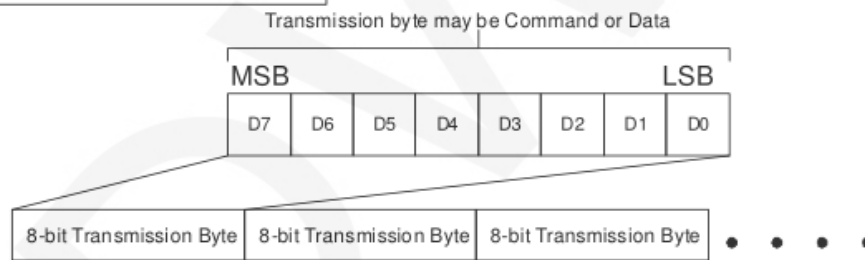 Transmission byte may be Command or Data
MSB LSB
D7 D6 D5 D4 D3 D2 D1 D0
8-bit Transmission Byte 8-bit Transmission Byte 8-bit Transmission Byte